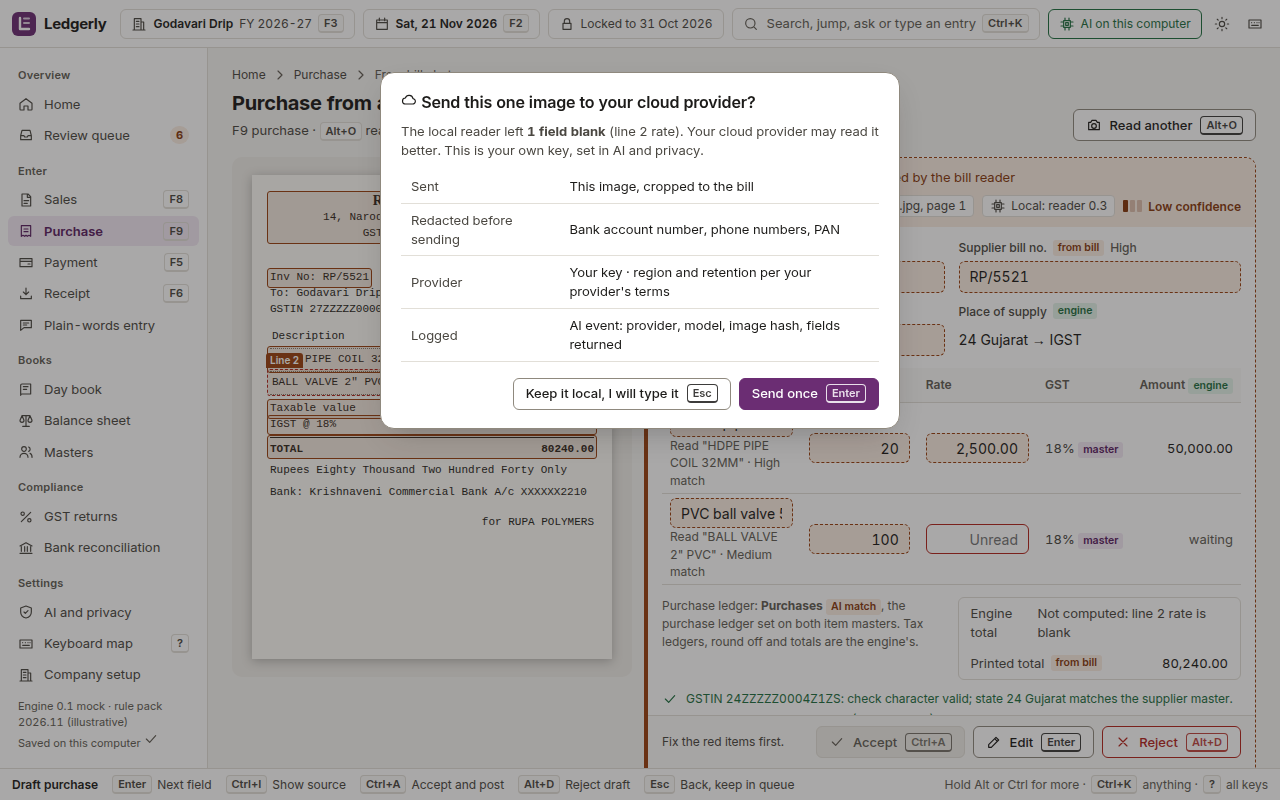 Ledgerly
Godavari Drip FY 2026-27 F3
Sat, 21 Nov 2026 F2
Locked to 31 Oct 2026
Search, jump, ask or type an entry Ctrl+K
AI on this computer
Overview
Home
Review queue 6
Enter
Sales F8
Purchase F9
Payment F5
Receipt F6
Plain-words entry
Books
Day book
Balance sheet
Masters
Compliance
GST returns
Bank reconciliation
Settings
AI and privacy
Keyboard map ?
Company setup
Engine 0.1 mock · rule pack
2026.11 (illustrative)
Saved on this computer
Home > Purchase >
Purchase from
F9 purchase · Alt+O
Read another Alt+O
Send this one image to your cloud provider?
The local reader left 1 field blank (line 2 rate). Your cloud provider may read it
better. This is your own key, set in AI and privacy.
Sent This image, cropped to the bill
Redacted before
sending
Bank account number, phone numbers, PAN
Provider
Your key · region and retention per your
provider's terms
Logged
AI event: provider, model, image hash, fields
returned
Keep it local, I will type it Esc
Send once Enter
14,
GST
Inv No: RP/5521
To: Godavari Drip
GSTIN 27ZZZZZ0000
Description
Line 2 PIPE COIL 32
BALL VALVE 2" PVC
Taxable value
IGST @ 18%
TOTAL 80240.00
Rupees Eighty Thousand Two Hundred Forty Only
Bank: Krishnaveni Commercial Bank A/c XXXXXX2210
for RUPA POLYMERS
by the bill reader
.jpg, page 1
Local: reader 0.3
Low confidence
Supplier bill no. from bill High
RP/5521
Place of supply engine
24 Gujarat → IGST
Rate GST Amount engine
Read "HDPE PIPE
COIL 32MM" · High
match
20 2,500.00 18% master 50,000.00
PVC ball valve
Read "BALL VALVE
2" PVC" · Medium
match
100 Unread 18% master waiting
Purchase ledger: Purchases AI match, the
purchase ledger set on both item masters. Tax
ledgers, round off and totals are the engine's.
Engine
total
Not computed: line 2 rate is
blank
Printed total from bill 80,240.00
GSTIN 24ZZZZZ0004Z1ZS: check character valid; state 24 Gujarat matches the supplier master.
Fix the red items first.
Accept Ctrl+A
Edit Enter
Reject Alt+D
Draft purchase Enter Next field Ctrl+I Show source Ctrl+A Accept and post Alt+D Reject draft Esc Back, keep in queue
Hold Alt or Ctrl for more · Ctrl+K anything · ? all keys